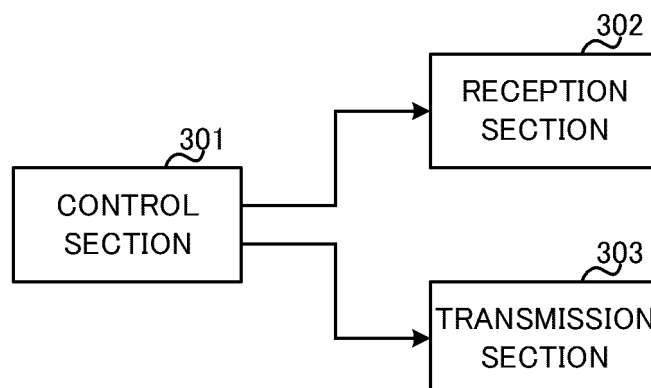 302
RECEPTION
SECTION
301
CONTROL
SECTION
303
TRANSMISSION
SECTION